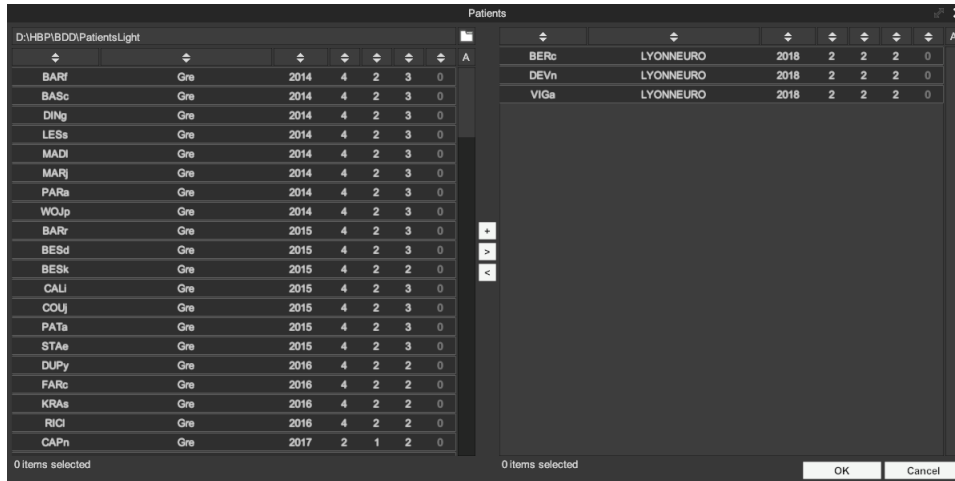 Patients
D:\HBP\BDD\PatientsLight
A
A
BARf Gre 2014 4 2 3 0
BASc Gre 2014 4 2 3 0
DINg Gre 2014 4 2 3 0
LESs Gre 2014 4 2 3 0
MADl Gre 2014 4 2 3 0
MARj Gre 2014 4 2 3 0
PARa Gre 2014 4 2 3 0
WOJp Gre 2014 4 2 3 0
BARr Gre 2015 4 2 3 0
BESd Gre 2015 4 2 3 0
BESk Gre 2015 4 2 2 0
CALi Gre 2015 4 2 3 0
COUj Gre 2015 4 2 3 0
PATa Gre 2015 4 2 3 0
STAe Gre 2015 4 2 3 0
DUPy Gre 2016 4 2 2 0
FARc Gre 2016 4 2 2 0
KRAs Gre 2016 4 2 2 0
RICl Gre 2016 4 2 2 0
CAPn Gre 2017 2 1 2 0
0 items selected
+
>
<
BERc LYONNEURO 2018 2 2 2 0
DEVn LYONNEURO 2018 2 2 2 0
VIGa LYONNEURO 2018 2 2 2 0
0 items selected
OK Cancel